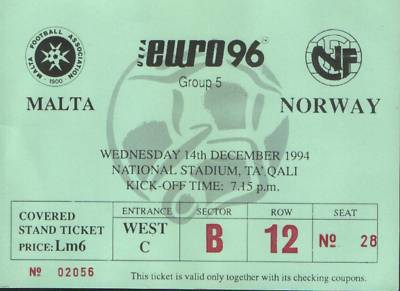 MALTA FOOTBALL ASSOCIATION
1900
UEFA euro96
Group 5
NFF
MALTA
NORWAY
WEDNESDAY 14th DECEMBER 1994
NATIONAL STADIUM, TA' QALI
KICK-OFF TIME: 7.15 p.m.
COVERED
STAND TICKET
PRICE: Lm6
ENTRANCE
WEST
C
SECTOR
B
ROW
12
SEAT
Nº 28
Nº 02056
This ticket is valid only together with its checking coupons.